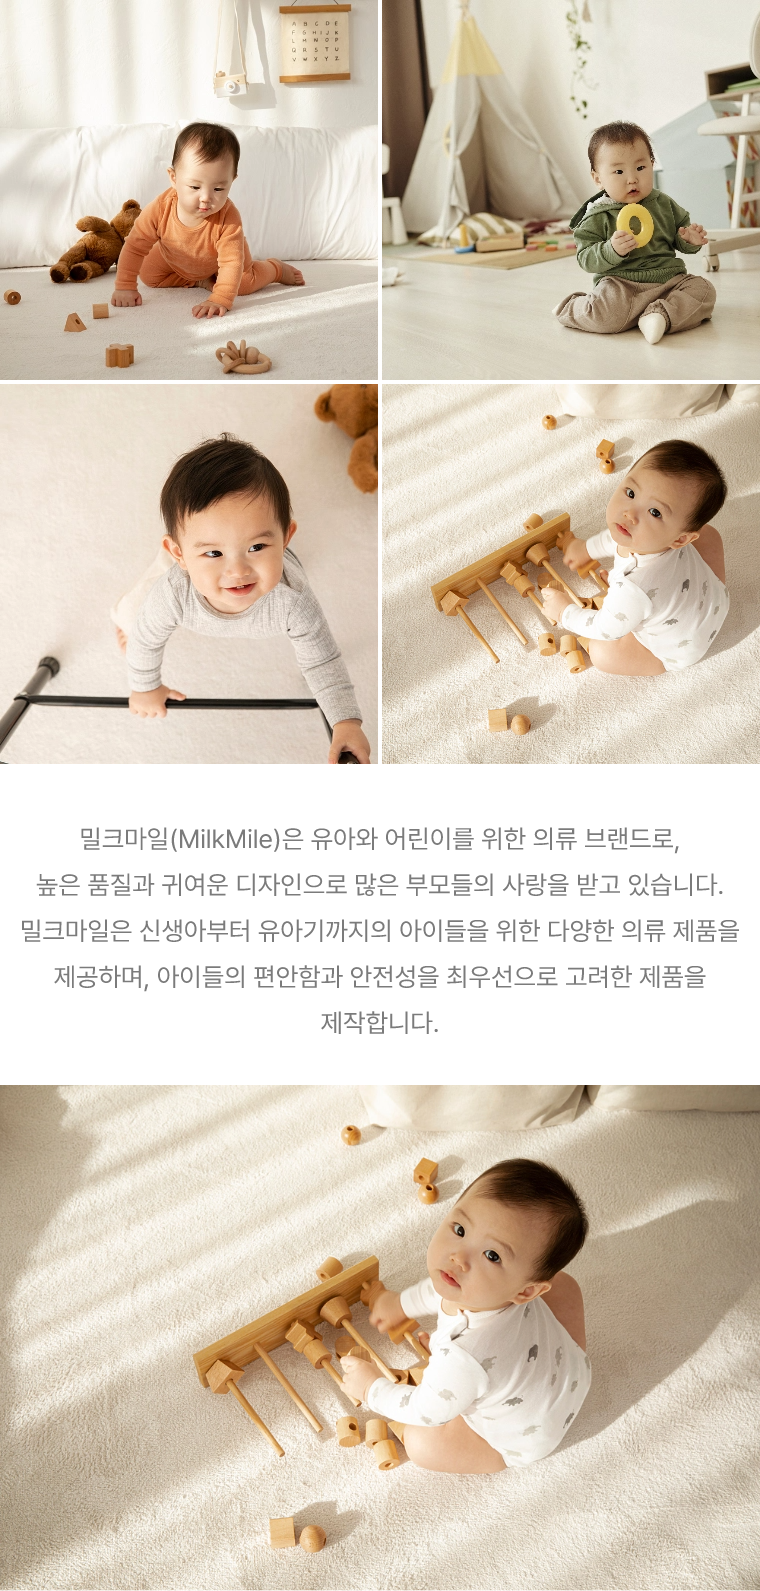 A B C D E
F G H I J K
L M N O P
Q R S T U
V W X Y Z
밀크마일(MilkMile)은 유아와 어린이를 위한 의류 브랜드로,
높은 품질과 귀여운 디자인으로 많은 부모들의 사랑을 받고 있습니다.
밀크마일은 신생아부터 유아기까지의 아이들을 위한 다양한 의류 제품을
제공하며, 아이들의 편안함과 안전성을 최우선으로 고려한 제품을
제작합니다.